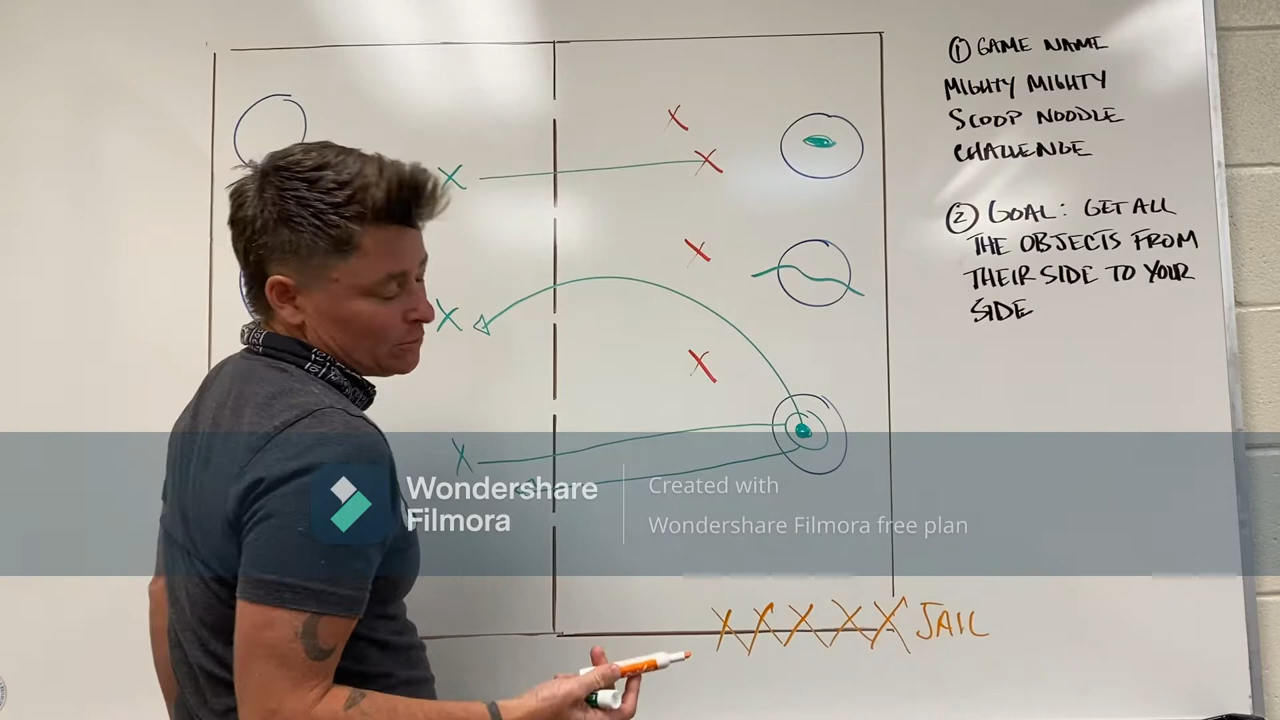 ① GAME NAME
MIGHTY MIGHTY
SCOOP NOODLE
CHALLENGE
② GOAL: GET ALL
THE OBJECTS FROM
THEIR SIDE TO YOUR
SIDE
X
X
X
X
X
X
X
Wondershare
Filmora
Created with
Wondershare Filmora free plan
X X X X X JAIL